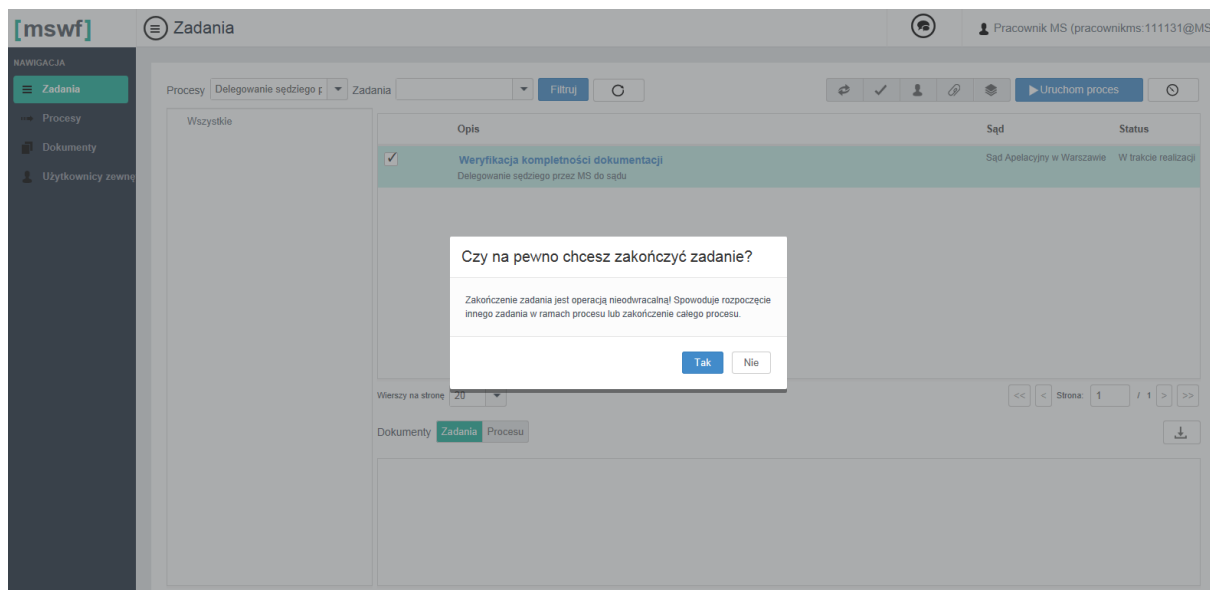 [mswf]
Zadania
Pracownik MS (pracownikms:111131@MS
NAWIGACJA
Zadania
Procesy
Dokumenty
Użytkownicy zewnę
Procesy Delegowanie sędziego p Zadania Filtruj Uruchom proces
Wszystkie
Opis Sąd Status
Weryfikacja kompletności dokumentacji Sąd Apelacyjny w Warszawie W trakcie realizacji
Delegowanie sędziego przez MS do sądu
Czy na pewno chcesz zakończyć zadanie?
Zakończenie zadania jest operacją nieodwracalną! Spowoduje rozpoczęcie
innego zadania w ramach procesu lub zakończenie całego procesu.
Tak Nie
Wierszy na stronę 20 << < Strona: 1 / 1 > >>
Dokumenty Zadania Procesu